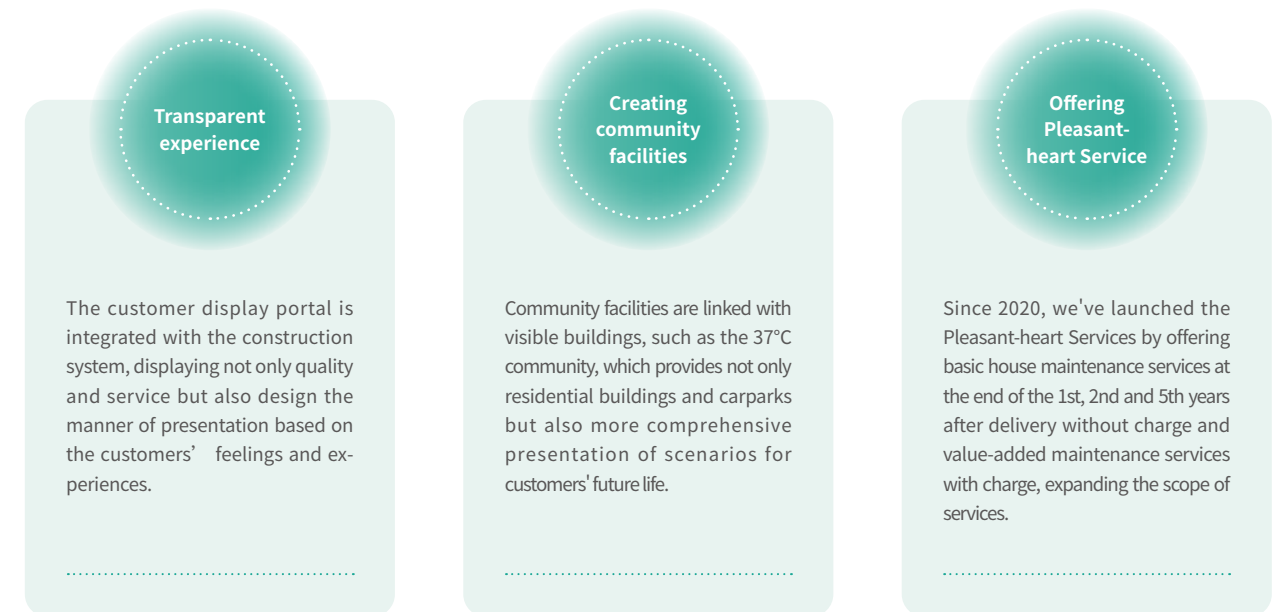 Transparent
experience
The customer display portal is
integrated with the construction
system, displaying not only quality
and service but also design the
manner of presentation based on
the customers’ feelings and ex-
periences.
Creating
community
facilities
Community facilities are linked with
visible buildings, such as the 37°C
community, which provides not only
residential buildings and carparks
but also more comprehensive
presentation of scenarios for
customers' future life.
Offering
Pleasant-
heart Service
Since 2020, we've launched the
Pleasant-heart Services by offering
basic house maintenance services at
the end of the 1st, 2nd and 5th years
after delivery without charge and
value-added maintenance services
with charge, expanding the scope of
services.